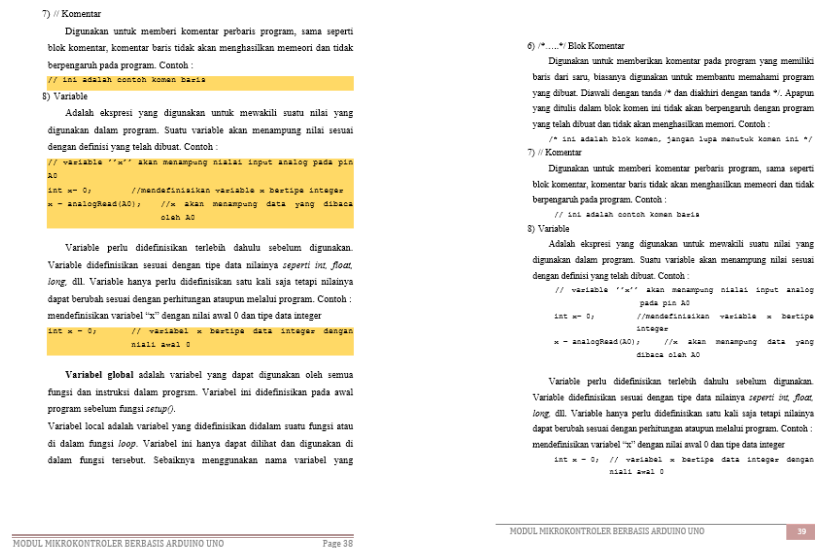 7) // Komentar
Digunakan untuk memberi komentar perbaris program, sama seperti
blok komentar, komentar baris tidak akan menghasilkan memeori dan tidak
berpengaruh pada program. Contoh :
// ini adalah contoh komen baris
8) Variable
Adalah ekspresi yang digunakan untuk mewakili suatu nilai yang
digunakan dalam program. Suatu variable akan menampung nilai sesuai
dengan definisi yang telah dibuat. Contoh :
// variable ''x'' akan menampung nialai input analog pada pin
A0
int x= 0; //mendefinisikan variable x bertipe integer
x = analogRead(A0); //x akan menampung data yang dibaca
oleh A0
Variable perlu didefinisikan terlebih dahulu sebelum digunakan.
Variable didefinisikan sesuai dengan tipe data nilainya seperti int, float,
long, dll. Variable hanya perlu didefinisikan satu kali saja tetapi nilainya
dapat berubah sesuai dengan perhitungan ataupun melalui program. Contoh :
mendefinisikan variabel “x” dengan nilai awal 0 dan tipe data integer
int x = 0; // variabel x bertipe data integer dengan
niali awal 0
Variabel global adalah variabel yang dapat digunakan oleh semua
fungsi dan instruksi dalam progrsm. Variabel ini didefinisikan pada awal
program sebelum fungsi setup().
Variabel local adalah variabel yang didefinisikan didalam suatu fungsi atau
di dalam fungsi loop. Variabel ini hanya dapat dilihat dan digunakan di
dalam fungsi tersebut. Sebaiknya menggunakan nama variabel yang
MODUL MIKROKONTROLER BERBASIS ARDUINO UNO Page 38
6) /*.....*/ Blok Komentar
Digunakan untuk memberikan komentar pada program yang memiliki
baris dari saru, biasanya digunakan untuk membantu memahami program
yang dibuat. Diawali dengan tanda /* dan diakhiri dengan tanda */. Apapun
yang ditulis dalam blok komen ini tidak akan berpengaruh dengan program
yang telah dibuat dan tidak akan menghasilkan memori. Contoh :
/* ini adalah blok komen, jangan lupa menutuk komen ini */
7) // Komentar
Digunakan untuk memberi komentar perbaris program, sama seperti
blok komentar, komentar baris tidak akan menghasilkan memeori dan tidak
berpengaruh pada program. Contoh :
// ini adalah contoh komen baris
8) Variable
Adalah ekspresi yang digunakan untuk mewakili suatu nilai yang
digunakan dalam program. Suatu variable akan menampung nilai sesuai
dengan definisi yang telah dibuat. Contoh :
// variable ''x'' akan menampung nialai input analog
pada pin A0
int x= 0; //mendefinisikan variable x bertipe
integer
x = analogRead(A0); //x akan menampung data yang
dibaca oleh A0
Variable perlu didefinisikan terlebih dahulu sebelum digunakan.
Variable didefinisikan sesuai dengan tipe data nilainya seperti int, float,
long, dll. Variable hanya perlu didefinisikan satu kali saja tetapi nilainya
dapat berubah sesuai dengan perhitungan ataupun melalui program. Contoh :
mendefinisikan variabel “x” dengan nilai awal 0 dan tipe data integer
int x = 0; // variabel x bertipe data integer dengan
niali awal 0
MODUL MIKROKONTROLER BERBASIS ARDUINO UNO 39